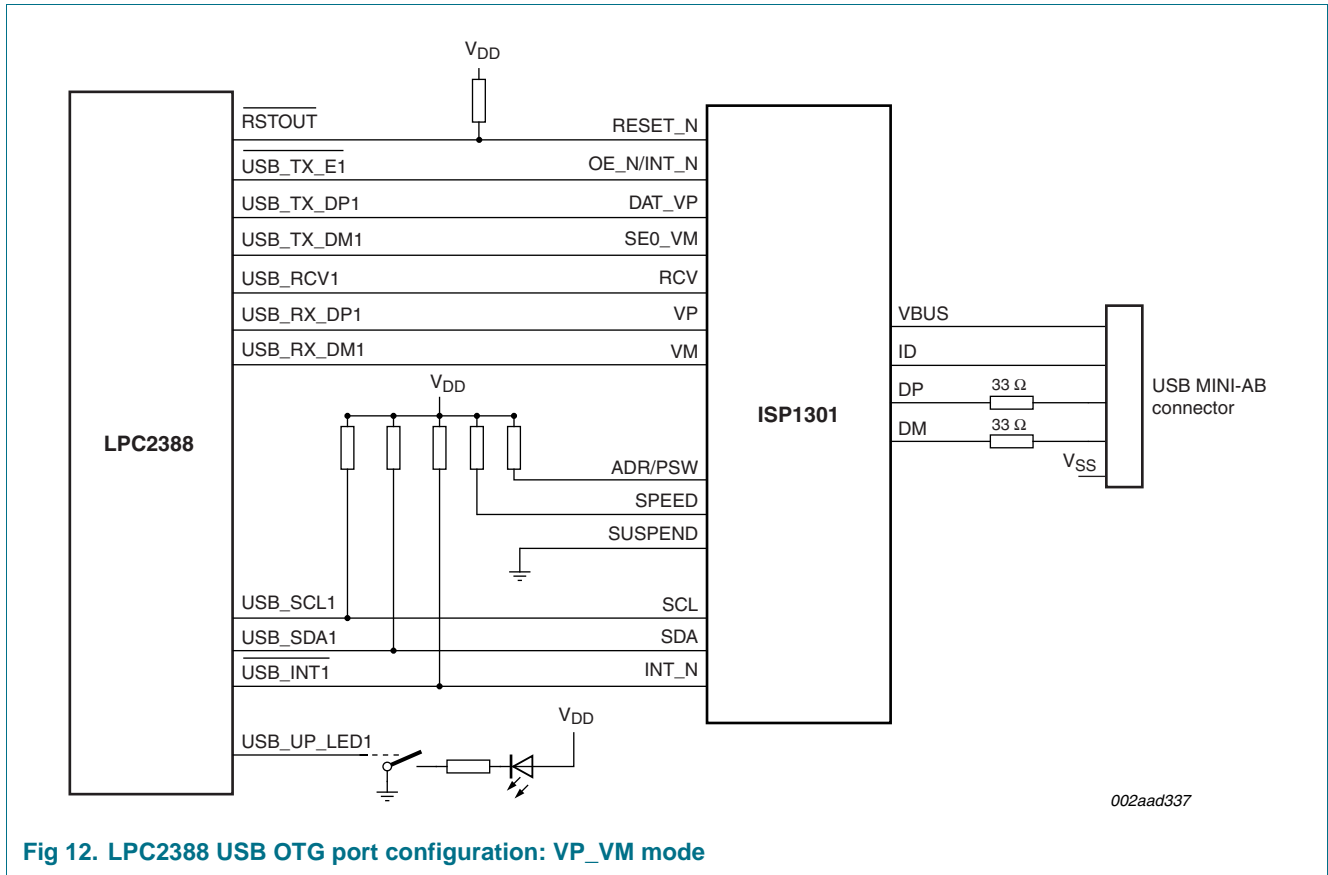 VDD
RSTOUT RESET_N
USB_TX_E1 OE_N/INT_N
USB_TX_DP1 DAT_VP
USB_TX_DM1 SE0_VM
USB_RCV1 RCV
USB_RX_DP1 VP
USB_RX_DM1 VM
VBUS
ID
DP 33 Ω
DM 33 Ω
VSS
USB MINI-AB
connector
VDD
LPC2388
ISP1301
ADR/PSW
SPEED
SUSPEND
USB_SCL1 SCL
USB_SDA1 SDA
USB_INT1 INT_N
USB_UP_LED1
VDD
002aad337
Fig 12. LPC2388 USB OTG port configuration: VP_VM mode